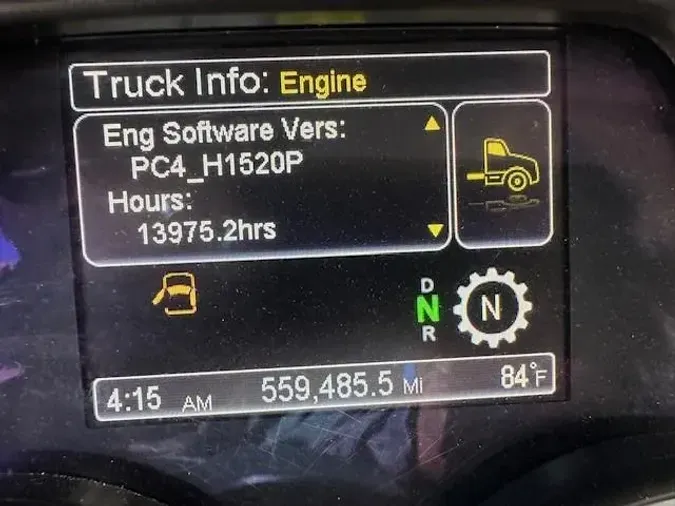 Truck Info: Engine
Eng Software Vers:
PC4_H1520P
Hours:
13975.2hrs
D
N
R
N
4:15 AM 559,485.5 Mi 84°F